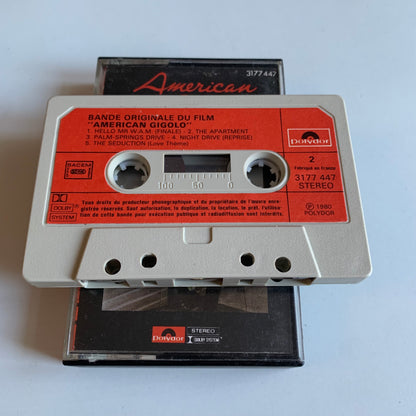 American
3177 447
BANDE ORIGINALE DU FILM
"AMERICAN GIGOLO"
1. HELLO MR W.A.M. (FINALE) - 2. THE APARTMENT
3. PALM-SPRINGS DRIVE - 4. NIGHT DRIVE (REPRISE)
5. THE SEDUCTION (Love Theme)
Polydor
SACEM
2
Fabriqué en France
3177 447
STEREO
100 50 0
DOLBY
SYSTEM
Tous droits du producteur phonographique et du propriétaire de l'œuvre enre-
gistrée réservés. Sauf autorisation, la duplication, la location, le prêt, l'utilisa-
tion de cette bande pour exécution publique et radiodiffusion sont interdits.
℗ 1980
POLYDOR
Polydor
STEREO
DOLBY SYSTEM